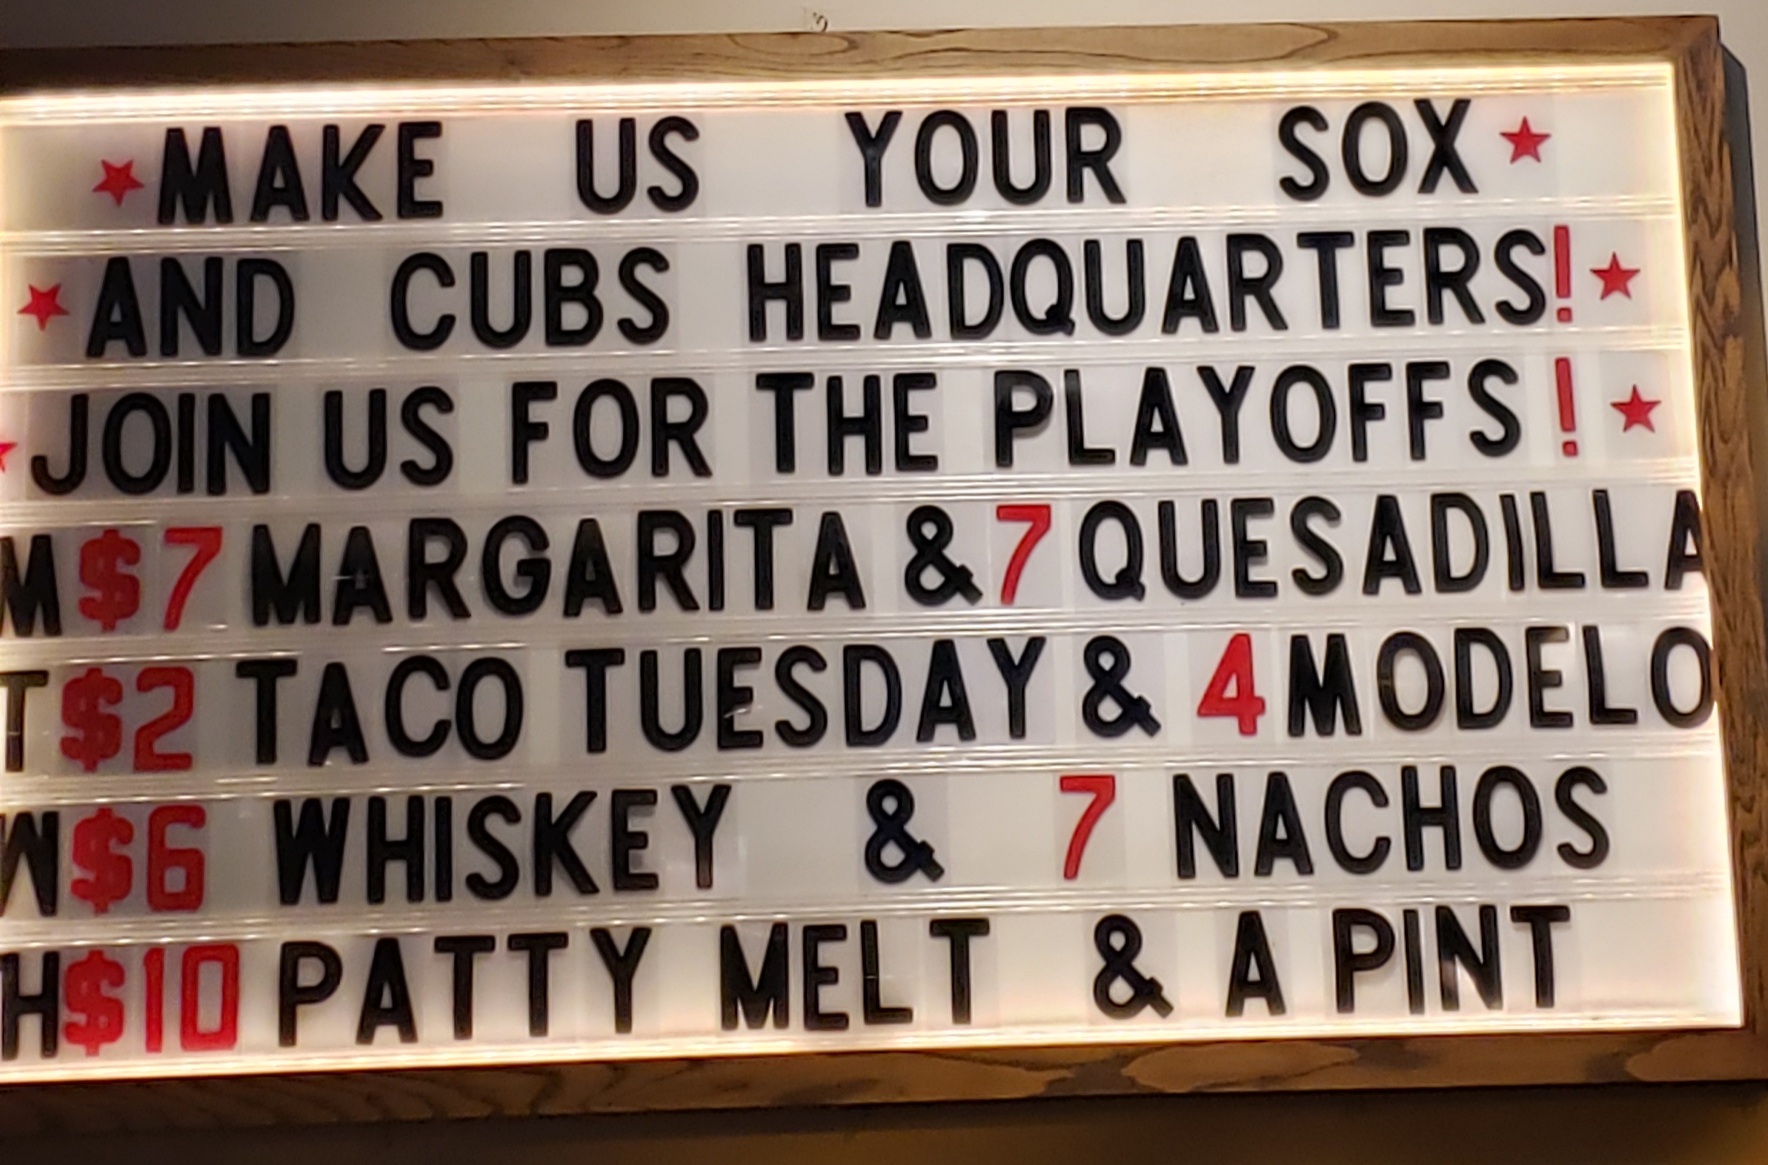 MAKE US YOUR SOX
AND CUBS HEADQUARTERS!
JOIN US FOR THE PLAYOFFS!
M $7 MARGARITA & 7 QUESADILLA
T $2 TACO TUESDAY & 4 MODELO
W $6 WHISKEY & 7 NACHOS
H $10 PATTY MELT & A PINT